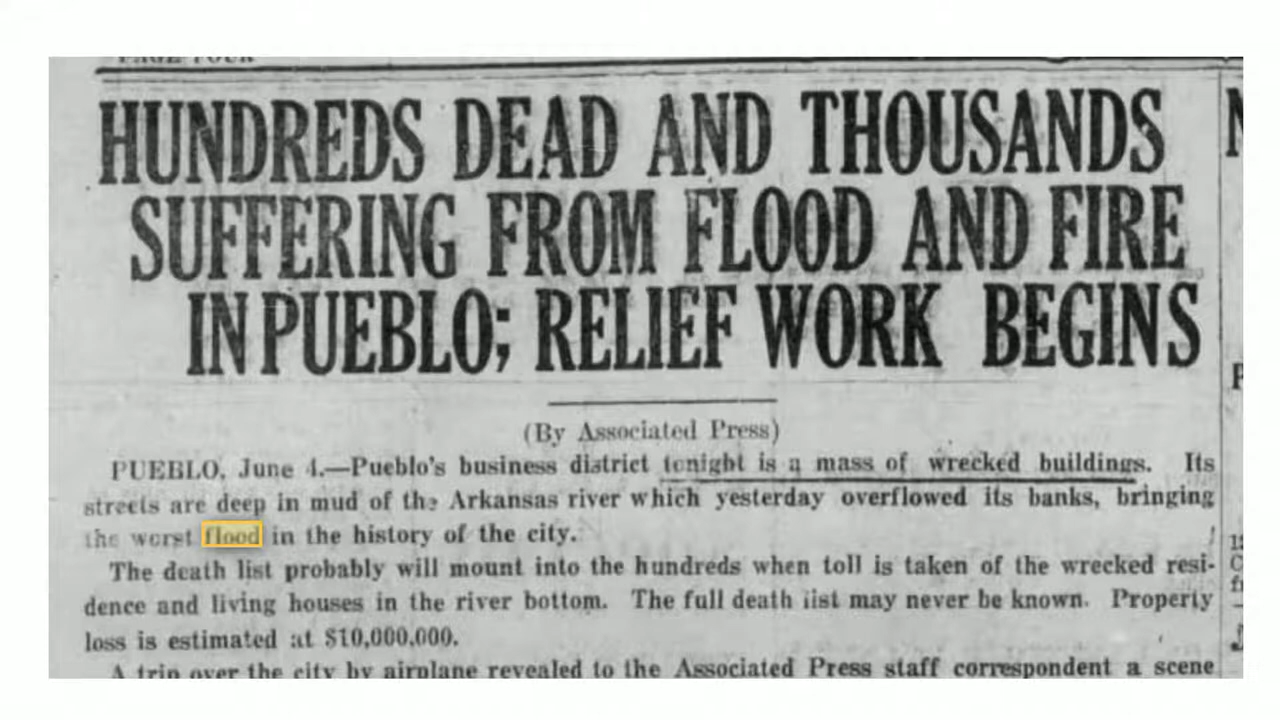 PAGE FOUR
HUNDREDS DEAD AND THOUSANDS
SUFFERING FROM FLOOD AND FIRE
IN PUEBLO; RELIEF WORK BEGINS
(By Associated Press)
PUEBLO, June 4.—Pueblo's business district tonight is a mass of wrecked buildings. Its
streets are deep in mud of the Arkansas river which yesterday overflowed its banks, bringing
the worst flood in the history of the city.
The death list probably will mount into the hundreds when toll is taken of the wrecked resi-
dence and living houses in the river bottom. The full death list may never be known. Property
loss is estimated at $10,000,000.
A trip over the city by airplane revealed to the Associated Press staff correspondent a scene